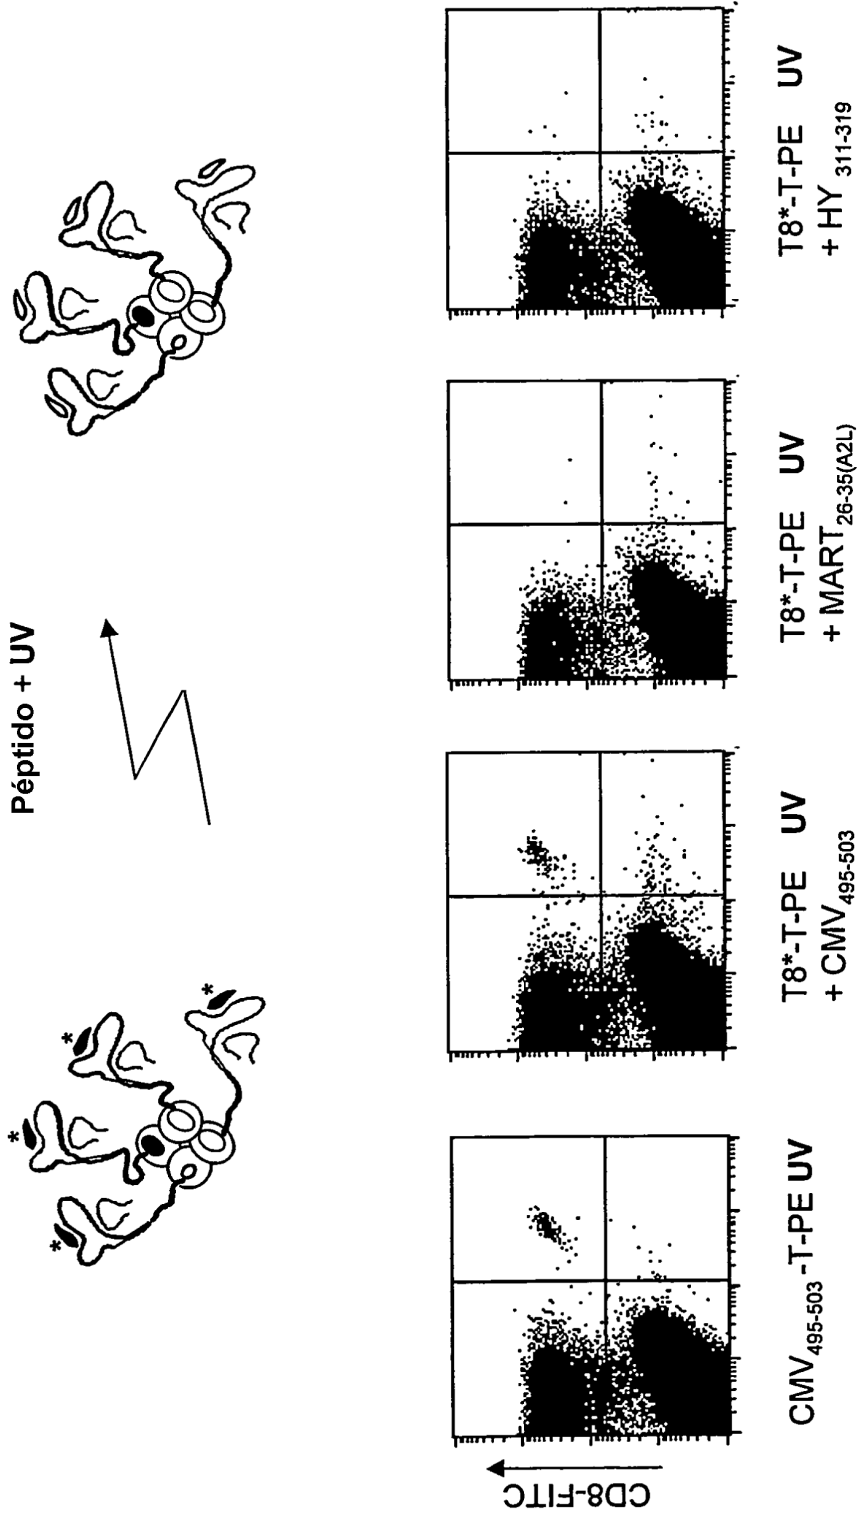 Péptido + UV
*
*
*
*
CD8-FITC
CMV495-503-T-PE UV
T8*-T-PE UV
+ CMV495-503
T8*-T-PE UV
+ MART26-35(A2L)
T8*-T-PE UV
+ HY 311-319